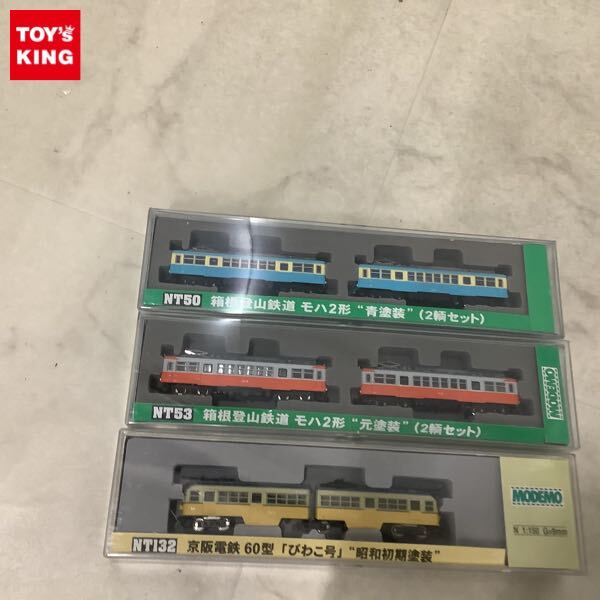 TOY's
KING
NT50 箱根登山鉄道 モハ2形 "青塗装" (2輌セット)
NT53 箱根登山鉄道 モハ2形 "元塗装" (2輌セット)
MODEMO
MODEMO
N 1:150 G=9mm
NT132 京阪電鉄 60型「びわこ号」"昭和初期塗装"